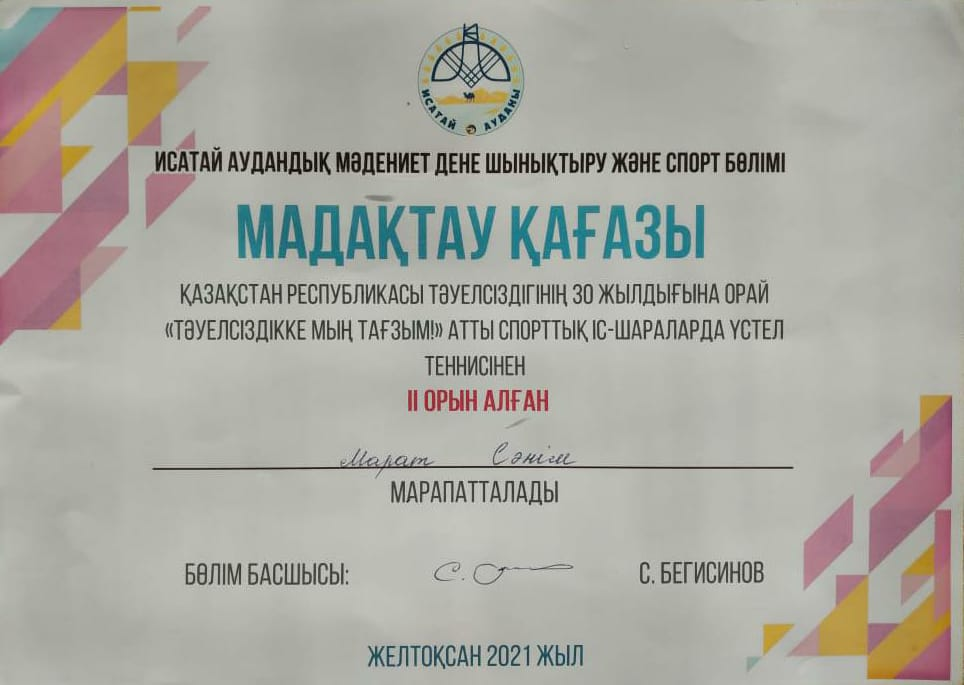 ИСАТАЙ АУДАНЫ
ИСАТАЙ АУДАНДЫҚ МӘДЕНИЕТ ДЕНЕ ШЫНЫҚТЫРУ ЖӘНЕ СПОРТ БӨЛІМІ
МАДАҚТАУ ҚАҒАЗЫ
ҚАЗАҚСТАН РЕСПУБЛИКАСЫ ТӘУЕЛСІЗДІГІНІҢ 30 ЖЫЛДЫҒЫНА ОРАЙ
«ТӘУЕЛСІЗДІККЕ МЫҢ ТАҒЗЫМ!» АТТЫ СПОРТТЫҚ ІС-ШАРАЛАРДА ҮСТЕЛ
ТЕННИСІНЕН
II ОРЫН АЛҒАН
Марат Сәнім
МАРАПАТТАЛАДЫ
БӨЛІМ БАСШЫСЫ: С. БЕГИСИНОВ
ЖЕЛТОҚСАН 2021 ЖЫЛ